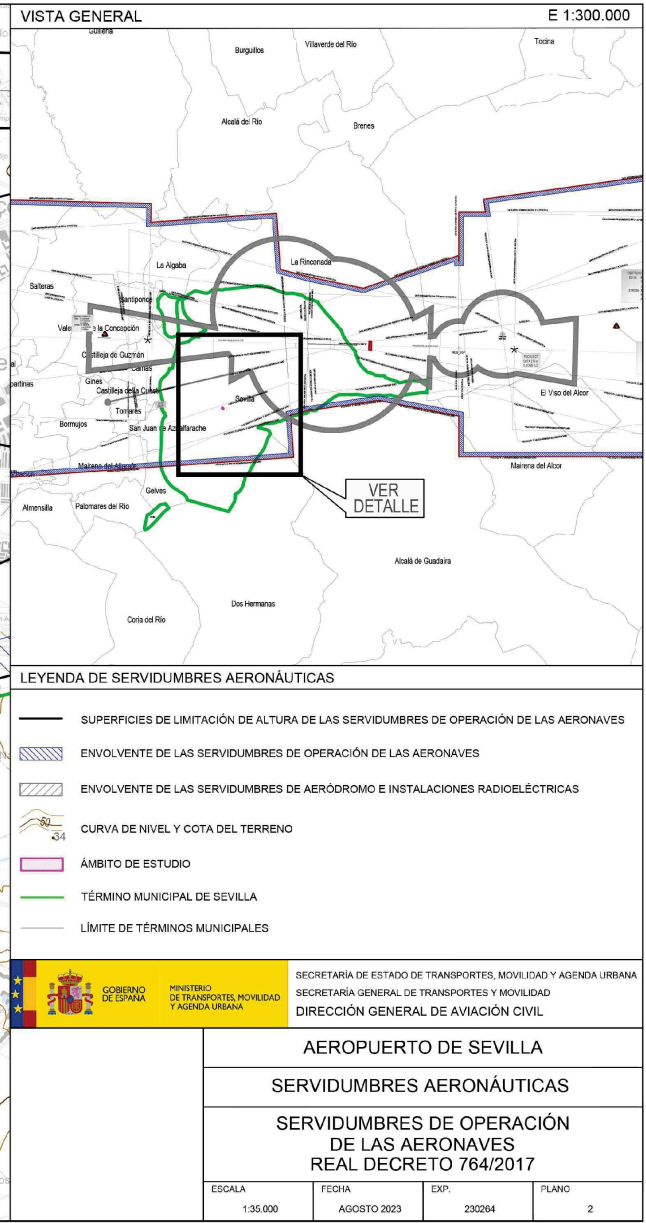 VISTA GENERAL
E 1:300.000
Guillena
Burguillos
Villaverde del Río
Tocina
Alcalá del Río
Brenes
La Algaba
La Rinconada
Salteras
Santiponce
la Concepción
Castilleja de Guzmán
Camas
Gines
Castilleja de la Cuesta
El Viso del Alcor
Sevilla
Tomares
Bormujos
San Juan de Aznalfarache
Mairena del Aljarafe
Mairena del Alcor
Gelves
VER
DETALLE
Almensilla
Palomares del Río
Alcalá de Guadaira
Dos Hermanas
Coria del Río
LEYENDA DE SERVIDUMBRES AERONÁUTICAS
SUPERFICIES DE LIMITACIÓN DE ALTURA DE LAS SERVIDUMBRES DE OPERACIÓN DE LAS AERONAVES
ENVOLVENTE DE LAS SERVIDUMBRES DE OPERACIÓN DE LAS AERONAVES
ENVOLVENTE DE LAS SERVIDUMBRES DE AERÓDROMO E INSTALACIONES RADIOELÉCTRICAS
50
34
CURVA DE NIVEL Y COTA DEL TERRENO
ÁMBITO DE ESTUDIO
TÉRMINO MUNICIPAL DE SEVILLA
LÍMITE DE TÉRMINOS MUNICIPALES
GOBIERNO
DE ESPAÑA
MINISTERIO
DE TRANSPORTES, MOVILIDAD
Y AGENDA URBANA
SECRETARÍA DE ESTADO DE TRANSPORTES, MOVILIDAD Y AGENDA URBANA
SECRETARÍA GENERAL DE TRANSPORTES Y MOVILIDAD
DIRECCIÓN GENERAL DE AVIACIÓN CIVIL
AEROPUERTO DE SEVILLA
SERVIDUMBRES AERONÁUTICAS
SERVIDUMBRES DE OPERACIÓN
DE LAS AERONAVES
REAL DECRETO 764/2017
ESCALA
1:35.000
FECHA
AGOSTO 2023
EXP.
230264
PLANO
2